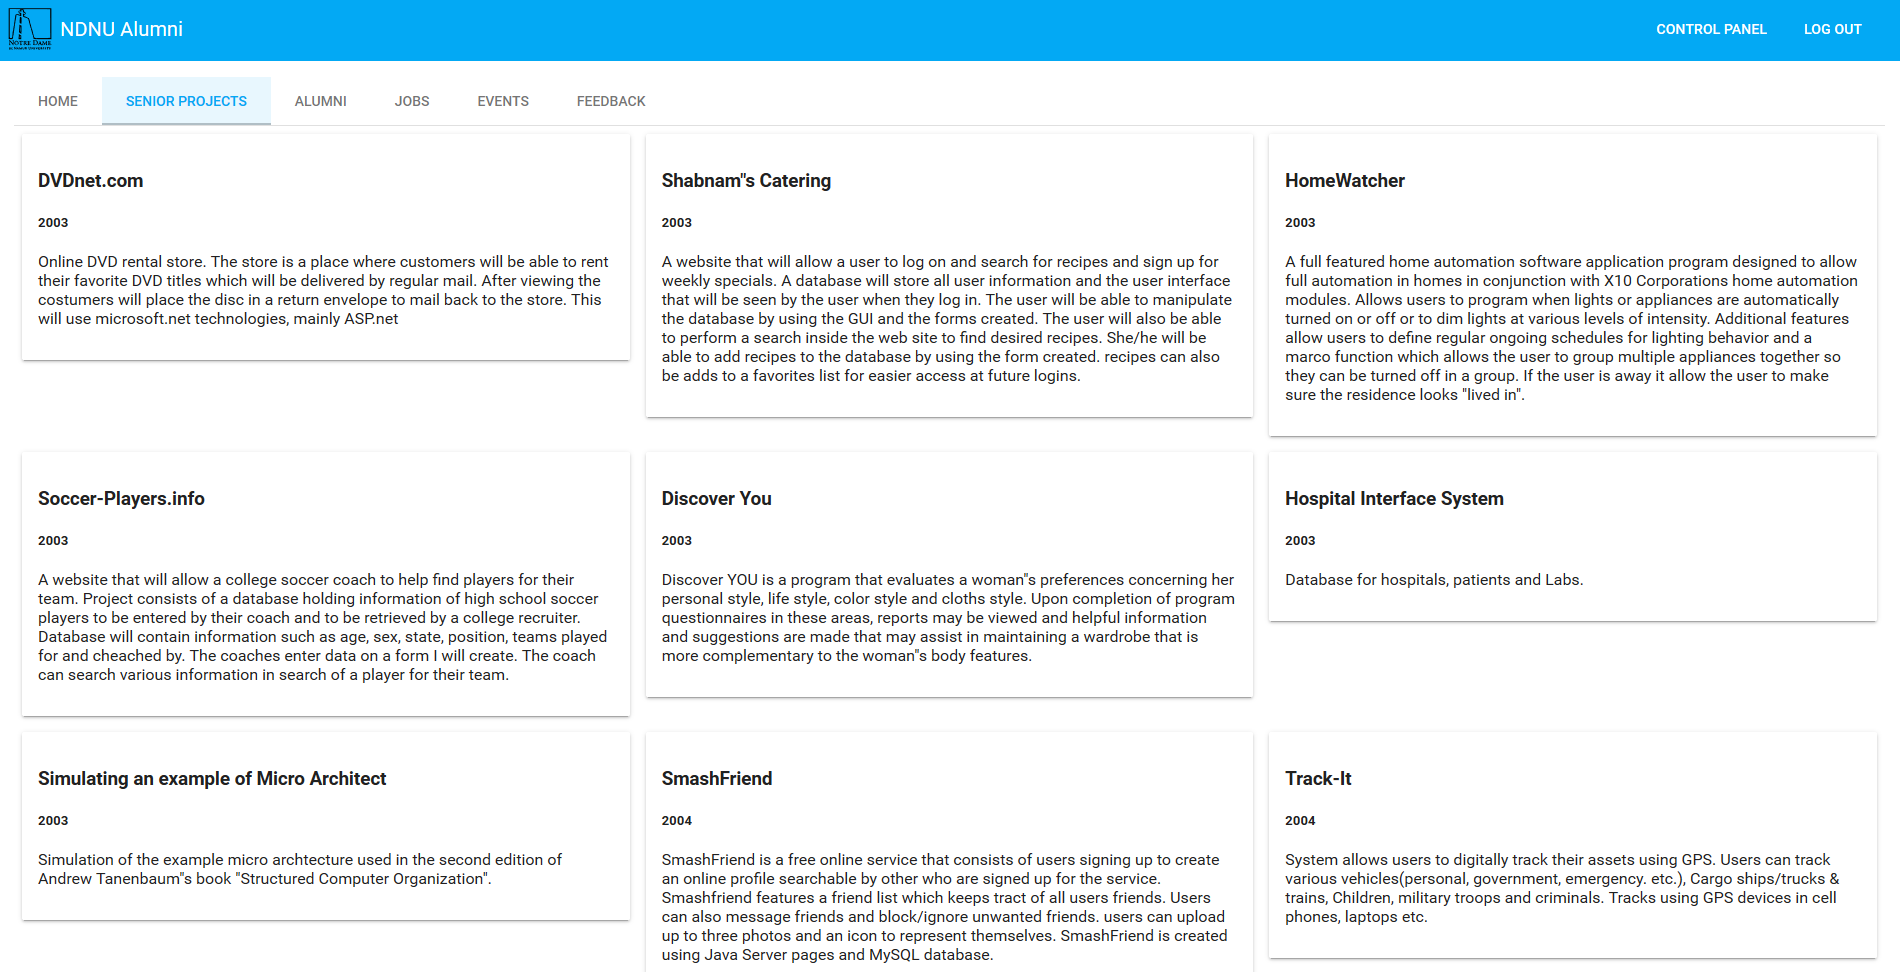 NOTRE DAME
NDNU Alumni
CONTROL PANEL
LOG OUT
HOME
SENIOR PROJECTS
ALUMNI
JOBS
EVENTS
FEEDBACK
DVDnet.com
2003
Online DVD rental store. The store is a place where customers will be able to rent
their favorite DVD titles which will be delivered by regular mail. After viewing the
costumers will place the disc in a return envelope to mail back to the store. This
will use microsoft.net technologies, mainly ASP.net
Shabnam"s Catering
2003
A website that will allow a user to log on and search for recipes and sign up for
weekly specials. A database will store all user information and the user interface
that will be seen by the user when they log in. The user will be able to manipulate
the database by using the GUI and the forms created. The user will also be able
to perform a search inside the web site to find desired recipes. She/he will be
able to add recipes to the database by using the form created. recipes can also
be adds to a favorites list for easier access at future logins.
HomeWatcher
2003
A full featured home automation software application program designed to allow
full automation in homes in conjunction with X10 Corporations home automation
modules. Allows users to program when lights or appliances are automatically
turned on or off or to dim lights at various levels of intensity. Additional features
allow users to define regular ongoing schedules for lighting behavior and a
marco function which allows the user to group multiple appliances together so
they can be turned off in a group. If the user is away it allow the user to make
sure the residence looks "lived in".
Soccer-Players.info
2003
A website that will allow a college soccer coach to help find players for their
team. Project consists of a database holding information of high school soccer
players to be entered by their coach and to be retrieved by a college recruiter.
Database will contain information such as age, sex, state, position, teams played
for and cheached by. The coaches enter data on a form I will create. The coach
can search various information in search of a player for their team.
Discover You
2003
Discover YOU is a program that evaluates a woman"s preferences concerning her
personal style, life style, color style and cloths style. Upon completion of program
questionnaires in these areas, reports may be viewed and helpful information
and suggestions are made that may assist in maintaining a wardrobe that is
more complementary to the woman"s body features.
Hospital Interface System
2003
Database for hospitals, patients and Labs.
Simulating an example of Micro Architect
2003
Simulation of the example micro archtecture used in the second edition of
Andrew Tanenbaum"s book "Structured Computer Organization".
SmashFriend
2004
SmashFriend is a free online service that consists of users signing up to create
an online profile searchable by other who are signed up for the service.
Smashfriend features a friend list which keeps tract of all users friends. Users
can also message friends and block/ignore unwanted friends. users can upload
up to three photos and an icon to represent themselves. SmashFriend is created
using Java Server pages and MySQL database.
Track-It
2004
System allows users to digitally track their assets using GPS. Users can track
various vehicles(personal, government, emergency. etc.), Cargo ships/trucks &
trains, Children, military troops and criminals. Tracks using GPS devices in cell
phones, laptops etc.